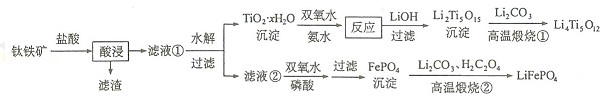 TiO₂·xH₂O 双氧水 反应 LiOH Li₂Ti₅O₁₅ Li₂CO₃ Li₄Ti₅O₁₂
沉淀 氨水 过滤 沉淀 高温煅烧①
钛铁矿 盐酸 酸浸 滤液① 水解
过滤
滤渣
滤液② 双氧水 过滤 FePO₄ Li₂CO₃、H₂C₂O₄ LiFePO₄
磷酸 沉淀 高温煅烧②